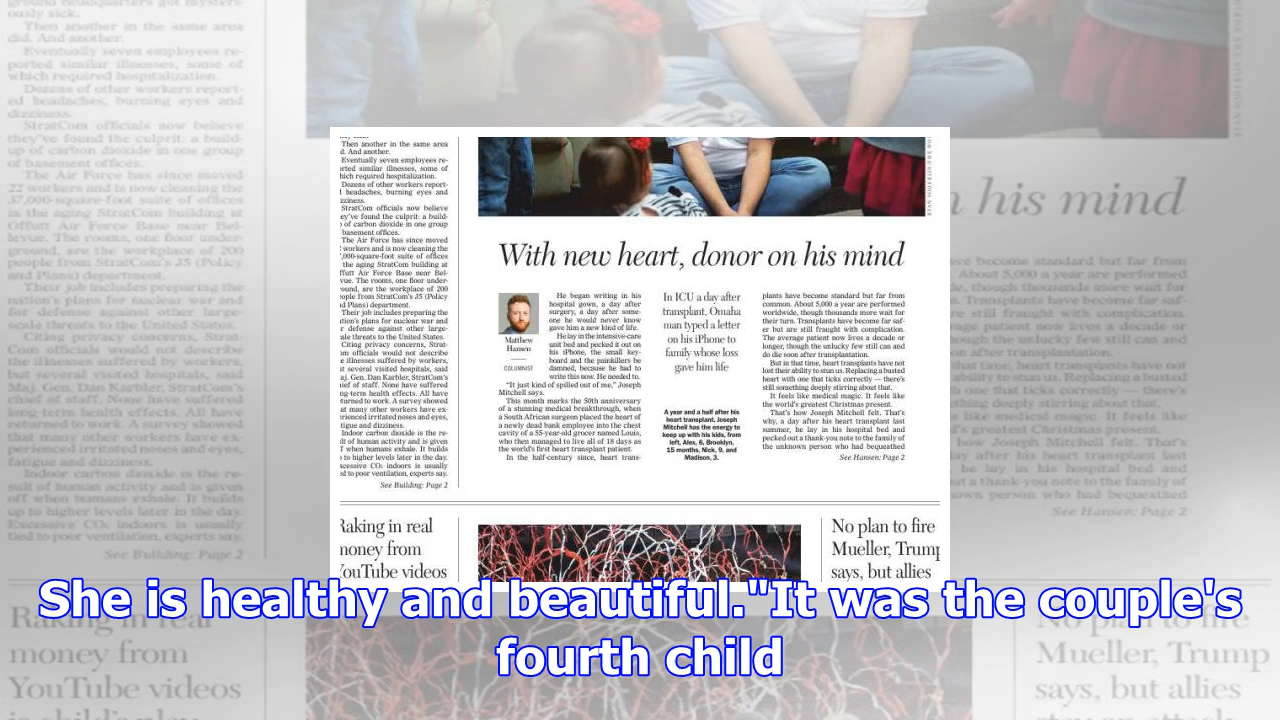 Then another in the same area
d. And another.
Eventually seven employees re-
orted similar illnesses, some of
hich required hospitalization.
Dozens of other workers report-
headaches, burning eyes and
zziness.
StratCom officials now believe
ey've found the culprit: a build-
of carbon dioxide in one group
basement offices.
The Air Force has since moved
workers and is now cleaning the
,000-square-foot suite of offices
the aging StratCom building at
ffutt Air Force Base near Bel-
vue. The rooms, one floor under-
ound, are the workplace of 200
ople from StratCom's J5 (Policy
d Plans) department.
Their job includes preparing the
tion's plans for nuclear war and
r defense against other large-
ale threats to the United States.
Citing privacy concerns, Strat-
om officials would not describe
e illnesses suffered by workers,
t several visited hospitals, said
aj. Gen. Dan Karbler, StratCom's
ief of staff. None have suffered
ng-term health effects. All have
turned to work. A survey showed
at many other workers have ex-
rienced irritated noses and eyes,
tigue and dizziness.
Indoor carbon dioxide is the re-
lt of human activity and is given
f when humans exhale. It builds
to higher levels later in the day.
xcessive CO₂ indoors is usually
d to poor ventilation, experts say.
See Building: Page 2
With new heart, donor on his mind
Matthew
Hansen
COLUMNIST
He began writing in his
hospital gown, a day after
surgery, a day after some-
one he would never know
gave him a new kind of life.
He lay in the intensive-care
unit bed and pecked it out on
his iPhone, the small key-
board and the painkillers be
damned, because he had to
write this now. He needed to.
"It just kind of spilled out of me," Joseph
Mitchell says.
This month marks the 50th anniversary
of a stunning medical breakthrough, when
a South African surgeon placed the heart of
a newly dead bank employee into the chest
cavity of a 55-year-old grocer named Louis,
who then managed to live all of 18 days as
the world's first heart transplant patient.
In the half-century since, heart trans-
In ICU a day after
transplant, Omaha
man typed a letter
on his iPhone to
family whose loss
gave him life
A year and a half after his
heart transplant, Joseph
Mitchell has the energy to
keep up with his kids, from
left, Alex, 6, Brooklyn,
15 months, Nick, 9, and
Madison, 3.
plants have become standard but far from
common. About 5,000 a year are performed
worldwide, though thousands more wait for
their turn. Transplants have become far saf-
er but are still fraught with complication.
The average patient now lives a decade or
longer, though the unlucky few still can and
do die soon after transplantation.
But in that time, heart transplants have not
lost their ability to stun us. Replacing a busted
heart with one that ticks correctly — there's
still something deeply stirring about that.
It feels like medical magic. It feels like
the world's greatest Christmas present.
That's how Joseph Mitchell felt. That's
why, a day after his heart transplant last
summer, he lay in his hospital bed and
pecked out a thank-you note to the family of
the unknown person who had bequeathed
See Hansen: Page 2
Raking in real
money from
YouTube videos
No plan to fire
Mueller, Trump
says, but allies
She is healthy and beautiful."It was the couple's
fourth child